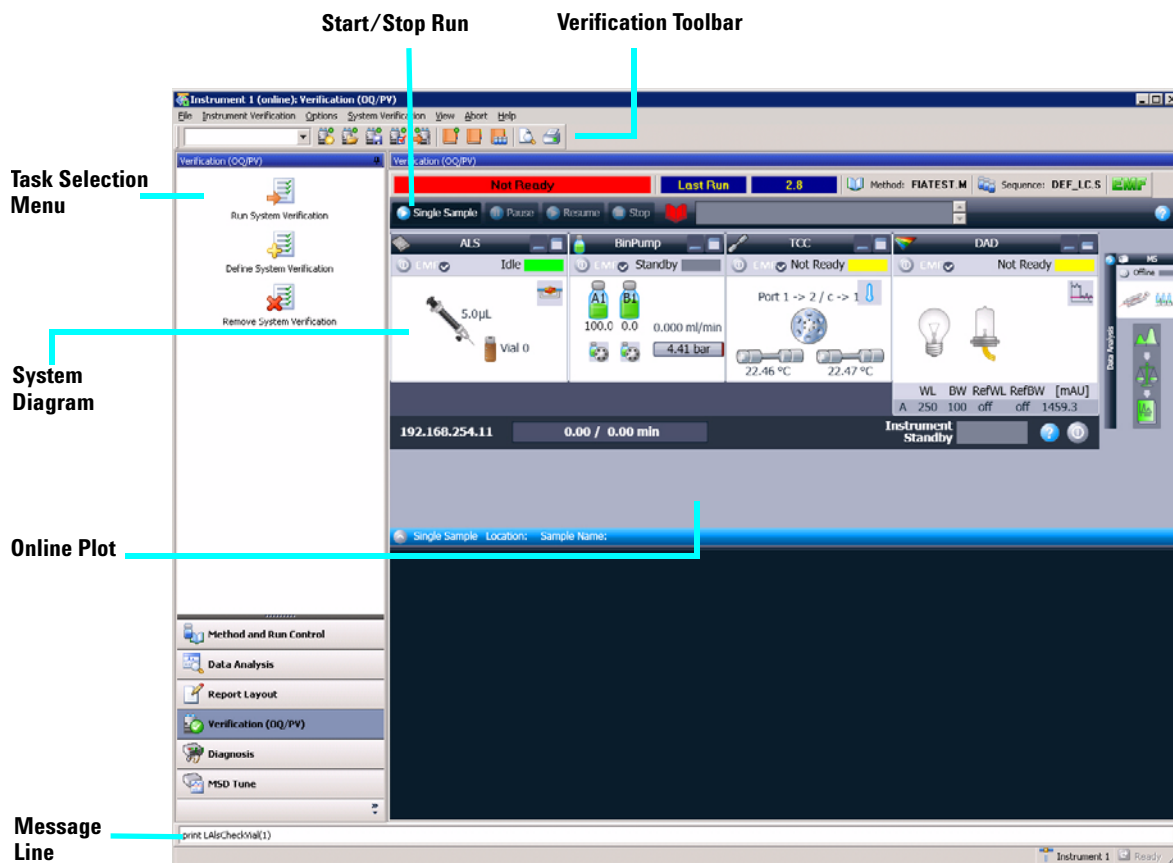 Start/Stop Run
Verification Toolbar
Instrument 1 (online): Verification (OQ/PV)
File Instrument Verification Options System Verification View Abort Help
Task Selection
Menu
System
Diagram
Online Plot
Message
Line
Verification (OQ/PV)
Run System Verification
Define System Verification
Remove System Verification
Method and Run Control
Data Analysis
Report Layout
Verification (OQ/PV)
Diagnosis
MSD Tune
Verification (OQ/PV)
Not Ready Last Run 2.8 Method: FIATEST.M Sequence: DEF_LC.S EMF
Single Sample Pause Resume Stop
ALS BinPump TCC DAD MS
EMF Idle EMF Standby EMF Not Ready EMF Not Ready Offline
5.0µL
Vial 0
A1 B1
100.0 0.0 0.000 ml/min
4.41 bar
Port 1 -> 2 / c -> 1
22.46 °C 22.47 °C
WL BW RefWL RefBW [mAU]
A 250 100 off off 1459.3
Data Analysis
192.168.254.11 0.00 / 0.00 min Instrument
Standby
Single Sample Location: Sample Name:
print LAlsCheckVial(1)
Instrument 1 Ready